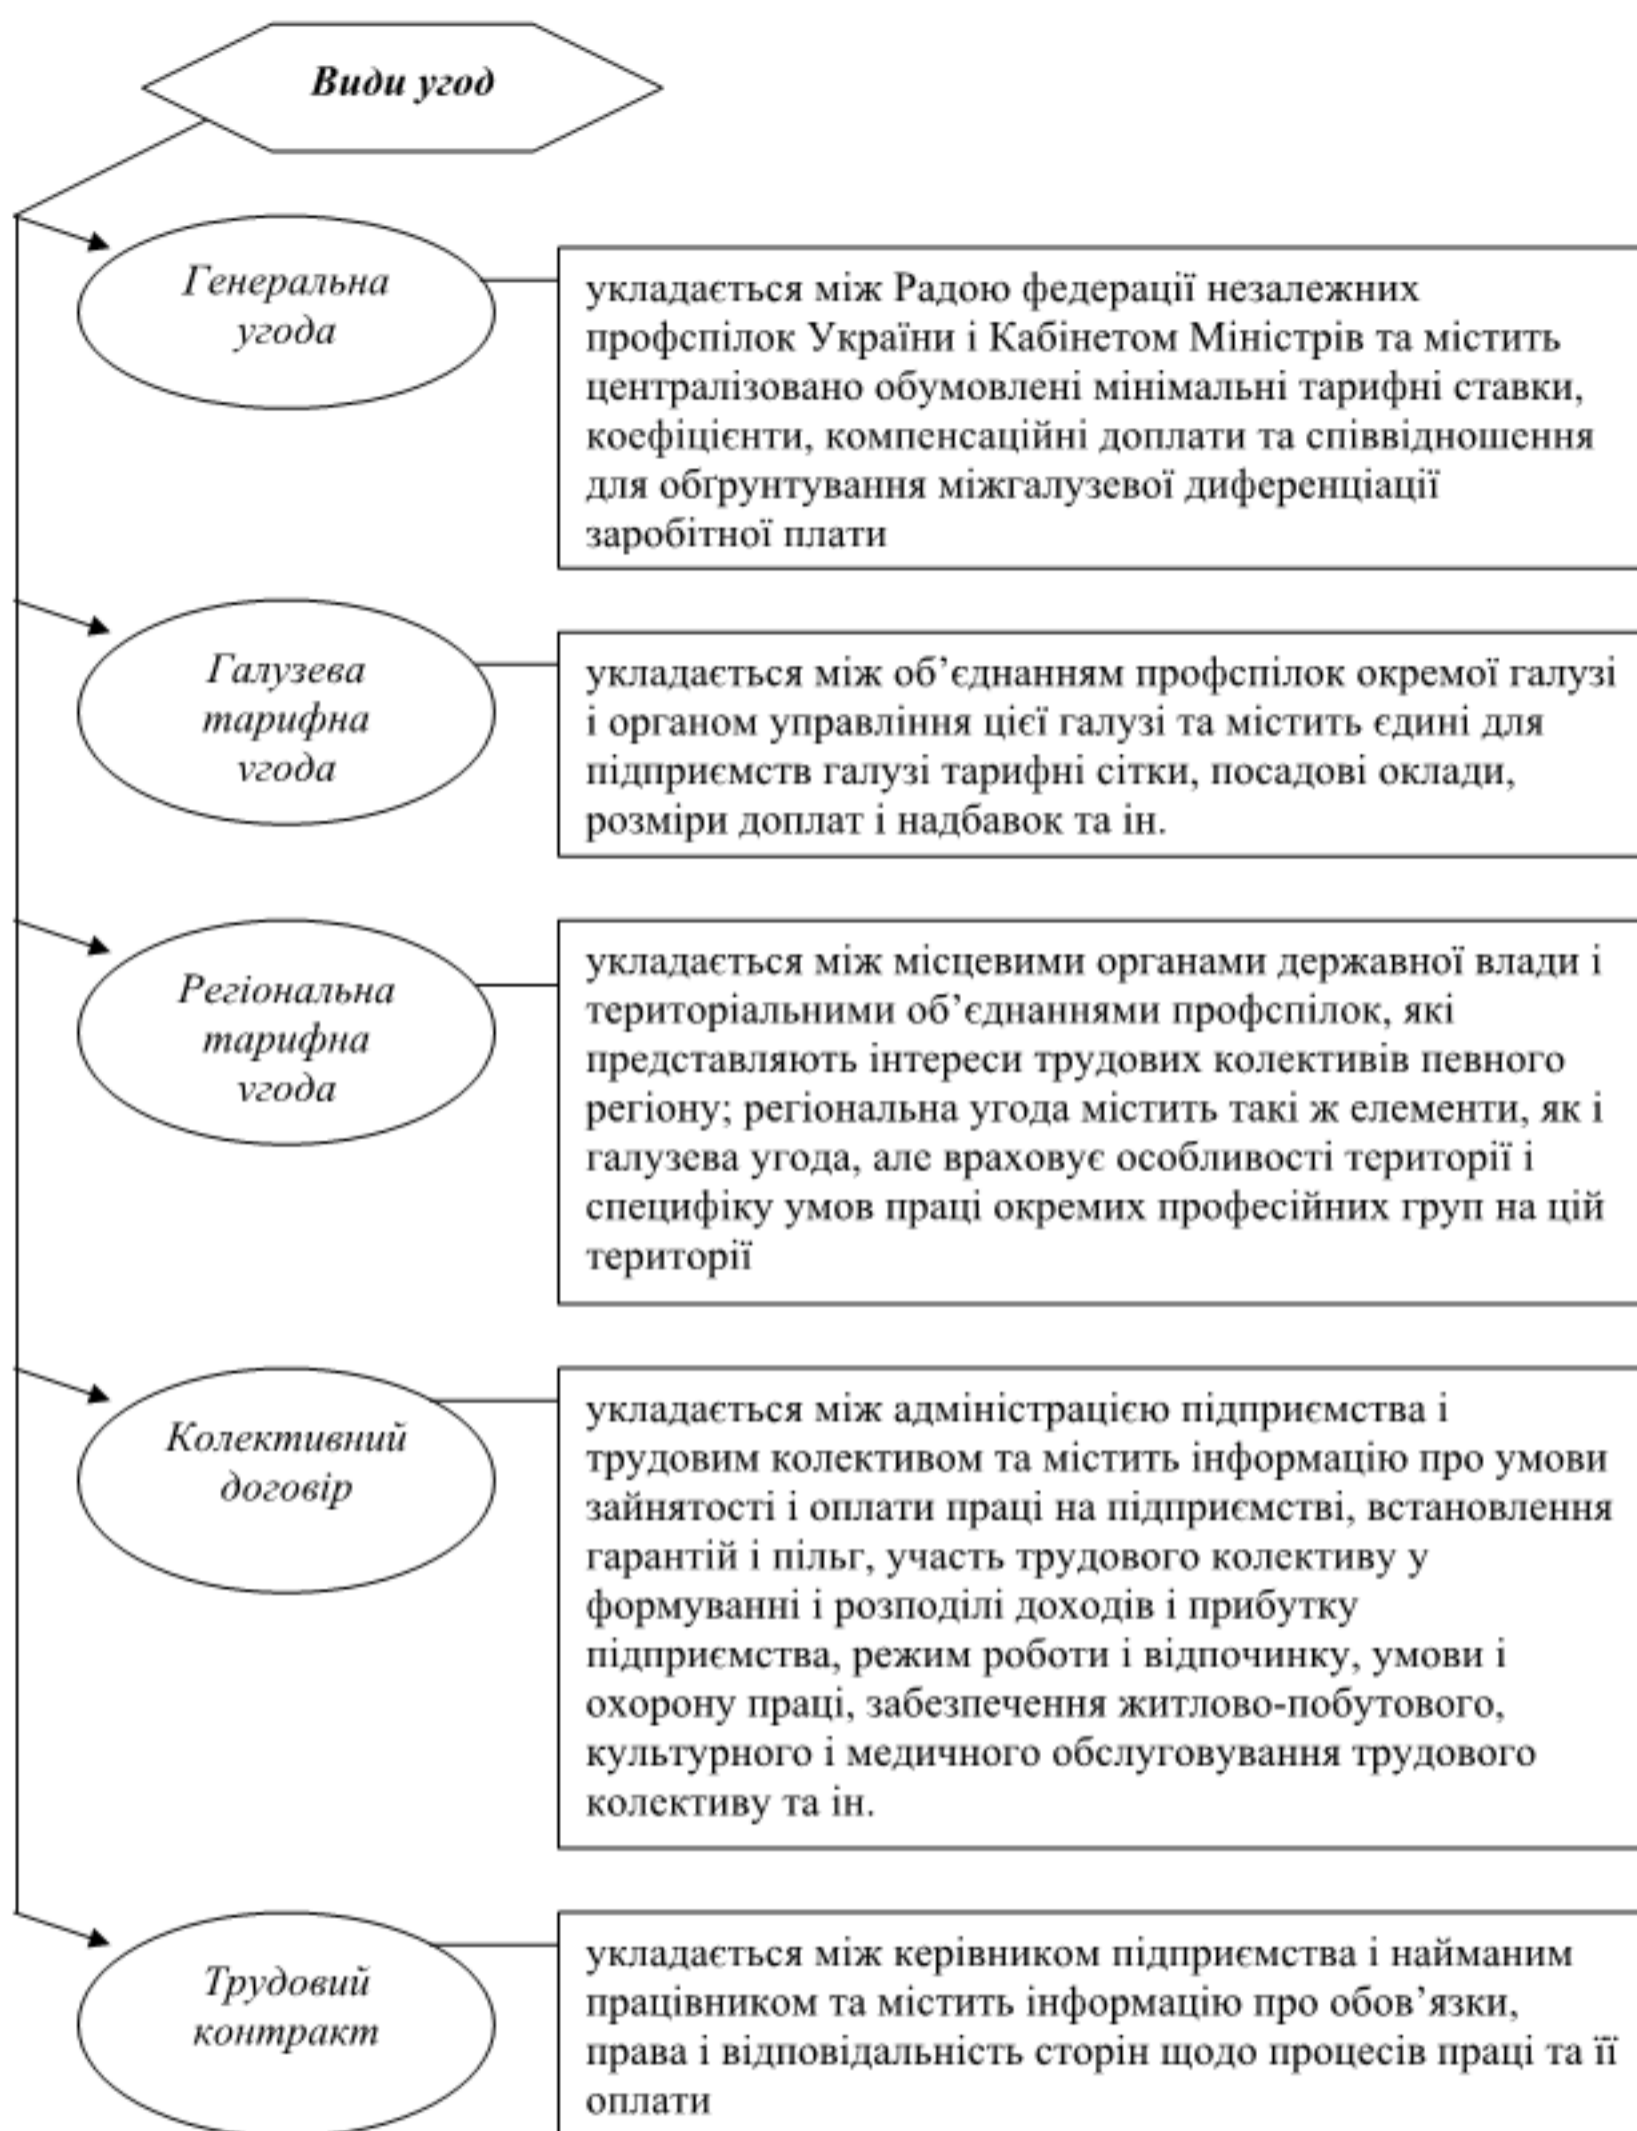 Види угод
Генеральна
угода
укладається між Радою федерації незалежних
профспілок України і Кабінетом Міністрів та містить
централізовано обумовлені мінімальні тарифні ставки,
коефіцієнти, компенсаційні доплати та співвідношення
для обґрунтування міжгалузевої диференціації
заробітної плати
Галузева
тарифна
угода
укладається між об’єднанням профспілок окремої галузі
і органом управління цієї галузі та містить єдині для
підприємств галузі тарифні сітки, посадові оклади,
розміри доплат і надбавок та ін.
Регіональна
тарифна
угода
укладається між місцевими органами державної влади і
територіальними об’єднаннями профспілок, які
представляють інтереси трудових колективів певного
регіону; регіональна угода містить такі ж елементи, як і
галузева угода, але враховує особливості території і
специфіку умов праці окремих професійних груп на цій
території
Колективний
договір
укладається між адміністрацією підприємства і
трудовим колективом та містить інформацію про умови
зайнятості і оплати праці на підприємстві, встановлення
гарантій і пільг, участь трудового колективу у
формуванні і розподілі доходів і прибутку
підприємства, режим роботи і відпочинку, умови і
охорону праці, забезпечення житлово-побутового,
культурного і медичного обслуговування трудового
колективу та ін.
Трудовий
контракт
укладається між керівником підприємства і найманим
працівником та містить інформацію про обов’язки,
права і відповідальність сторін щодо процесів праці та її
оплати